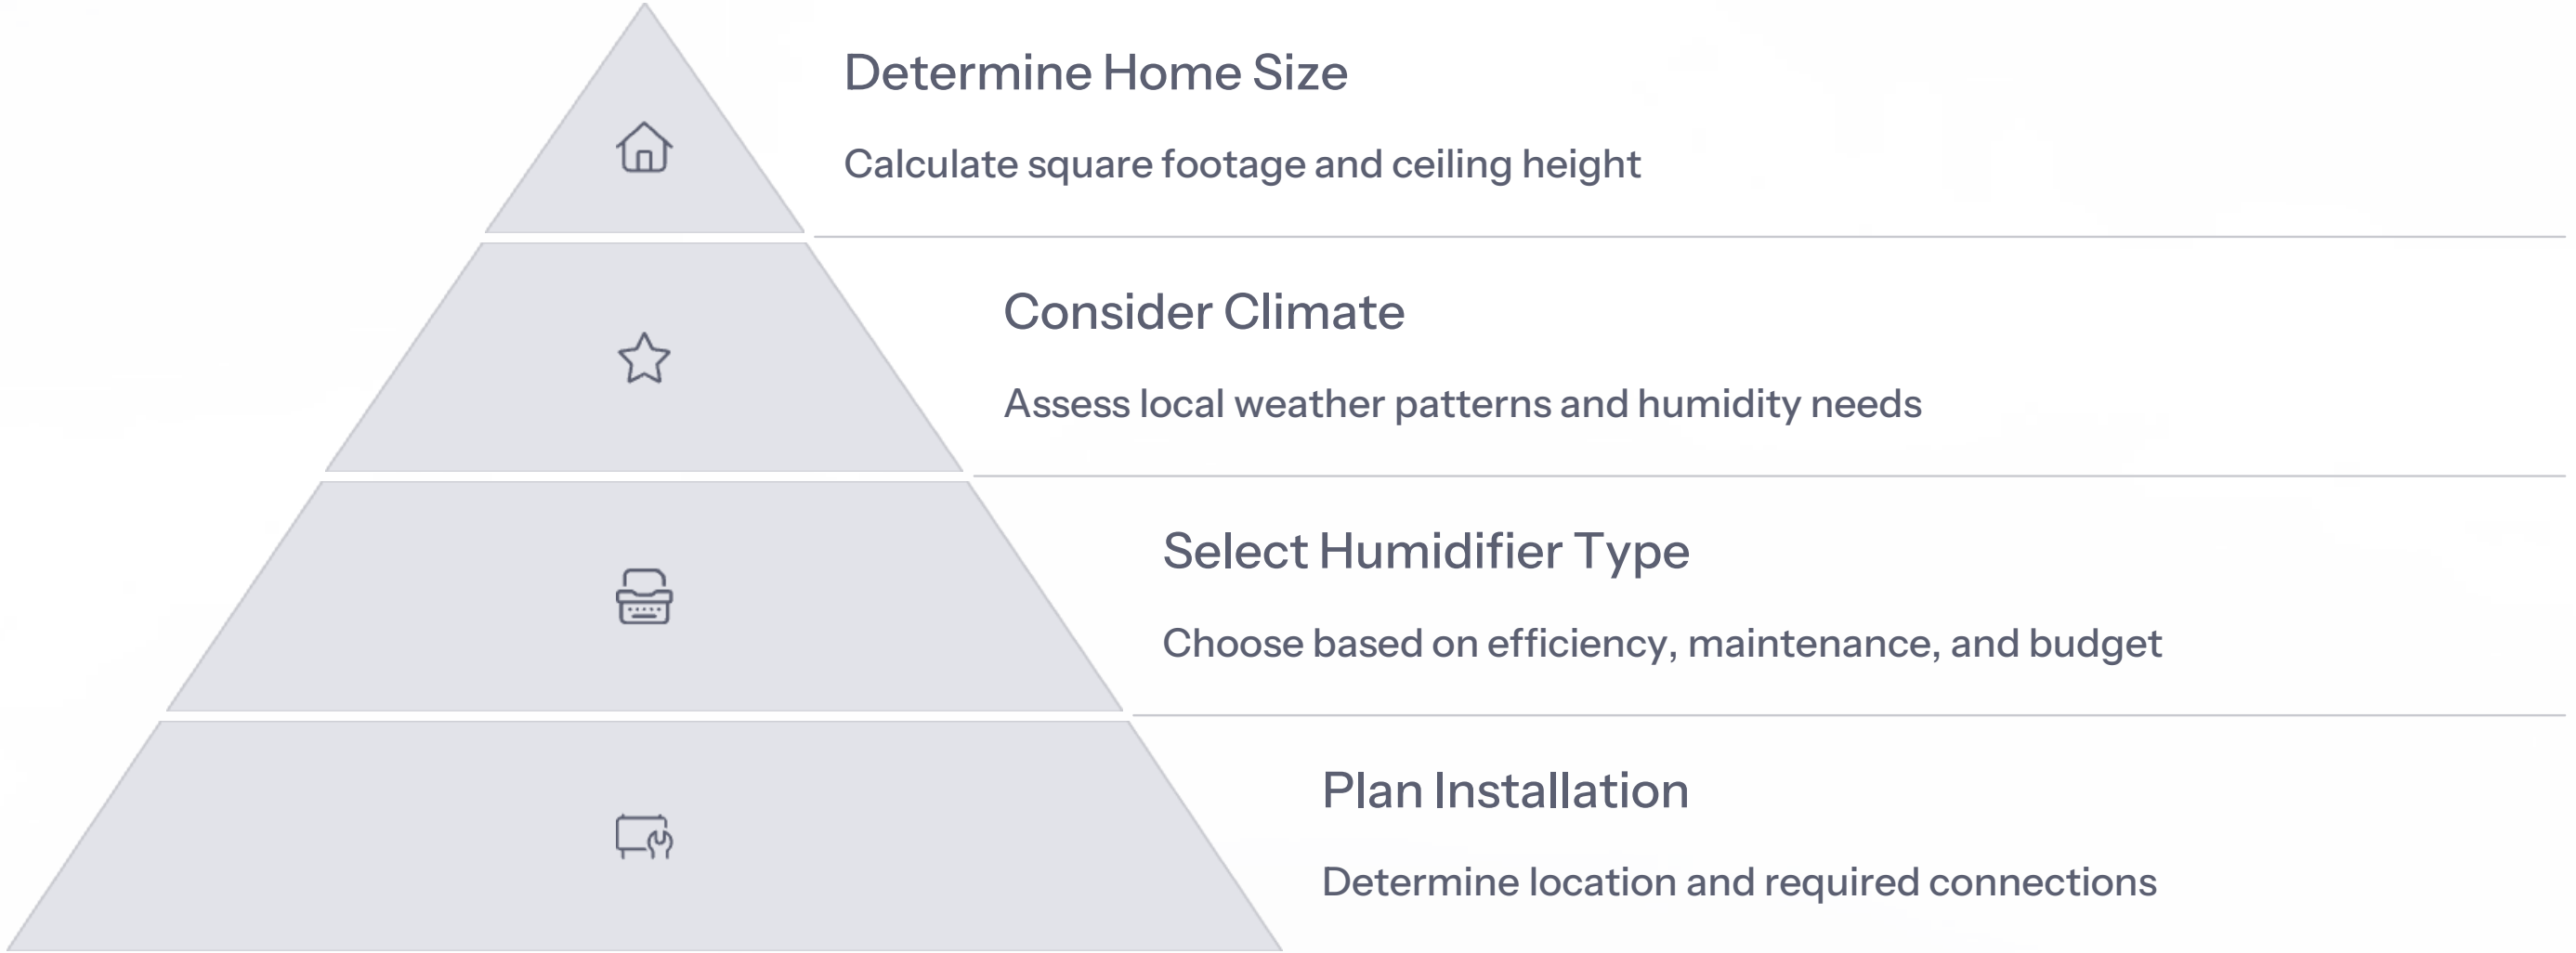 Determine Home Size
Calculate square footage and ceiling height
Consider Climate
Assess local weather patterns and humidity needs
Select Humidifier Type
Choose based on efficiency, maintenance, and budget
Plan Installation
Determine location and required connections